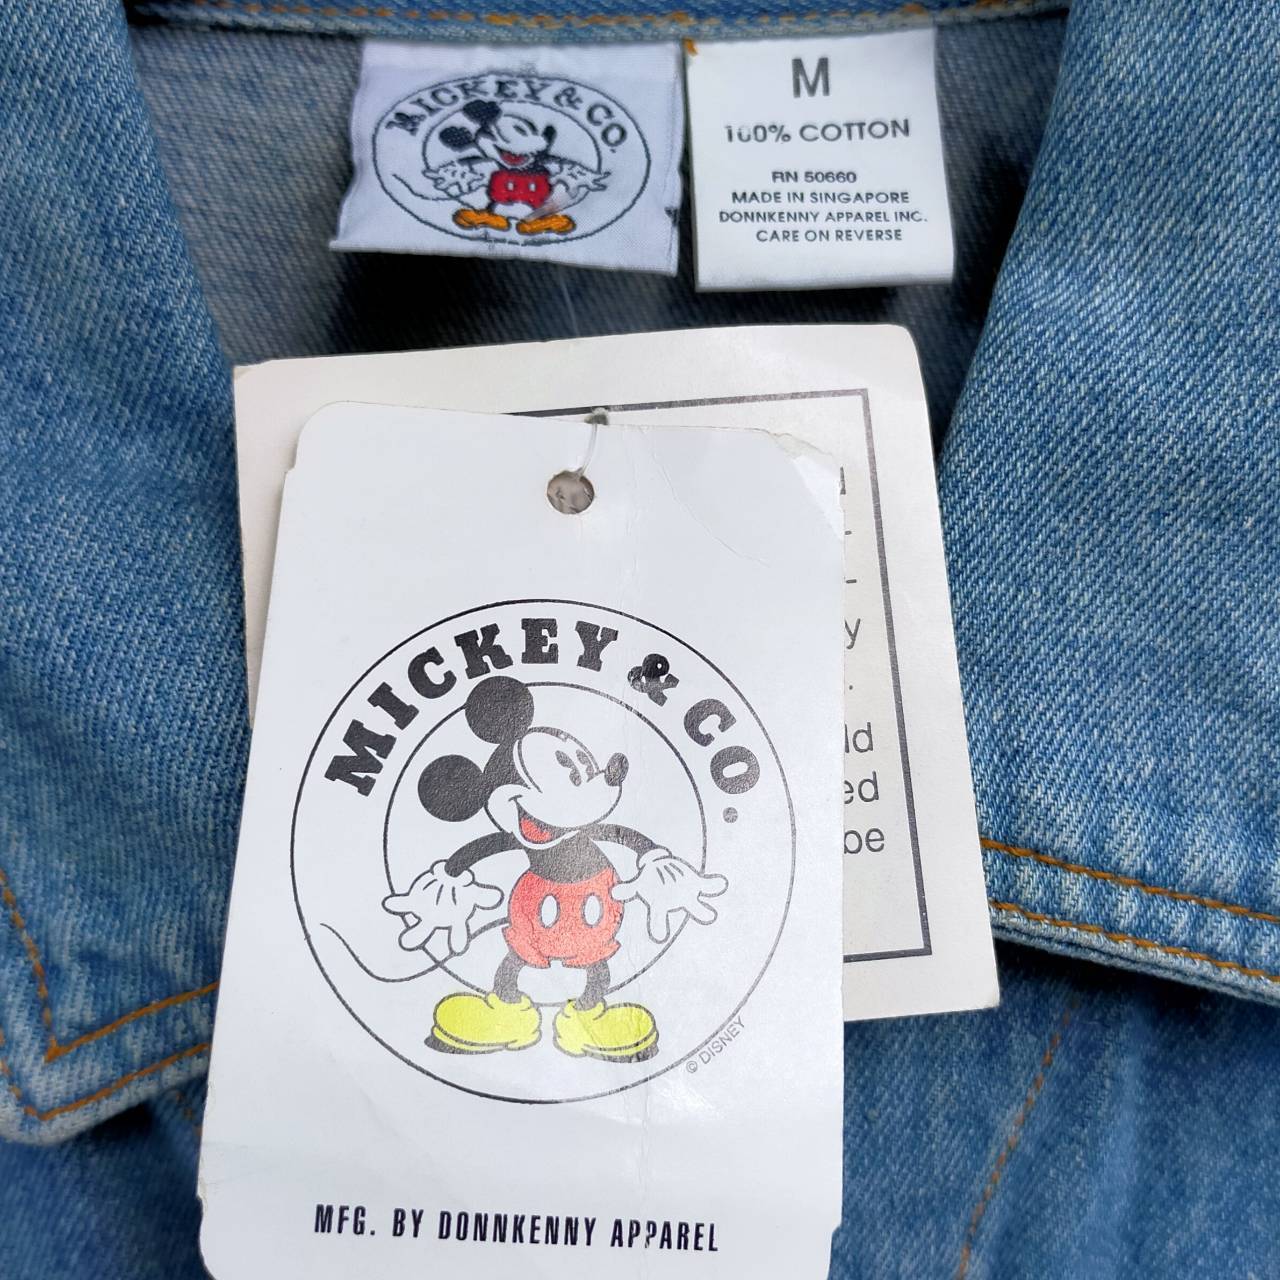 MICKEY & CO.
M
100% COTTON
RN 50660
MADE IN SINGAPORE
DONNKENNY APPAREL INC.
CARE ON REVERSE
MICKEY & CO.
© DISNEY
MFG. BY DONNKENNY APPAREL
be